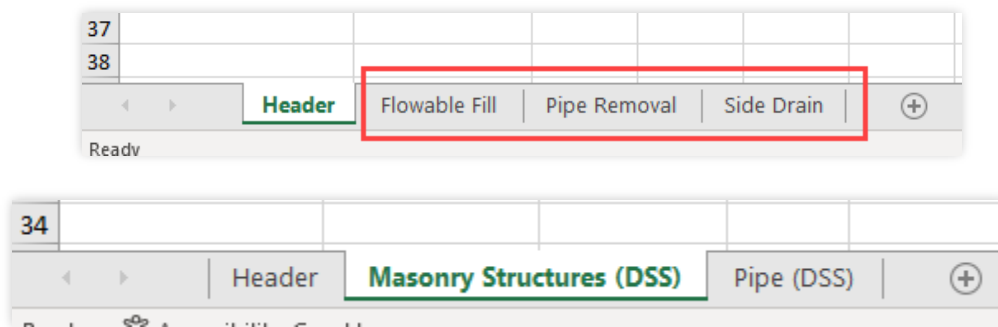 37
38
Header Flowable Fill Pipe Removal Side Drain
Ready
34
Header Masonry Structures (DSS) Pipe (DSS)